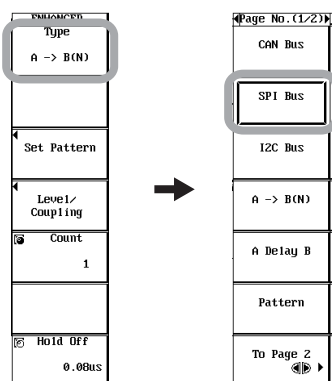 ENHANCED
Type
A -> B(N)
Set Pattern
Level/
Coupling
Count
1
Hold Off
0.08us
Page No.(1/2)
CAN Bus
SPI Bus
I2C Bus
A -> B(N)
A Delay B
Pattern
To Page 2